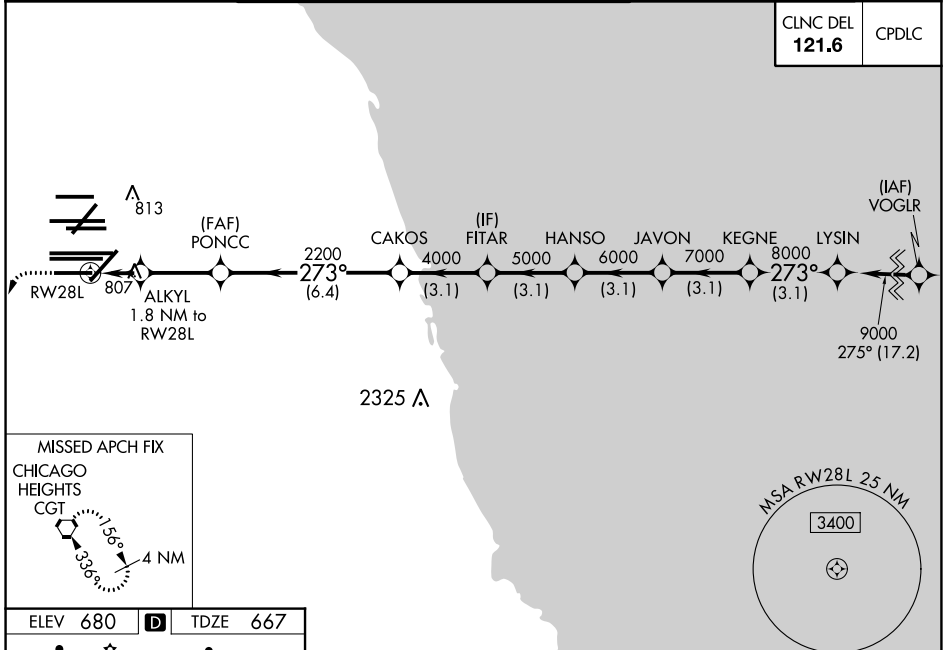 CLNC DEL
121.6
CPDLC
(IAF)
VOGLR
813
(FAF)
PONCC
CAKOS
(IF)
FITAR
HANSO
JAVON
KEGNE
LYSIN
2200
273°
(6.4)
4000
(3.1)
5000
(3.1)
6000
(3.1)
7000
(3.1)
8000
273°
(3.1)
RW28L
807
ALKYL
1.8 NM to
RW28L
9000
275° (17.2)
2325
MISSED APCH FIX
CHICAGO
HEIGHTS
CGT
156°
336°
4 NM
MSA RW28L 25 NM
3400
ELEV 680 D TDZE 667